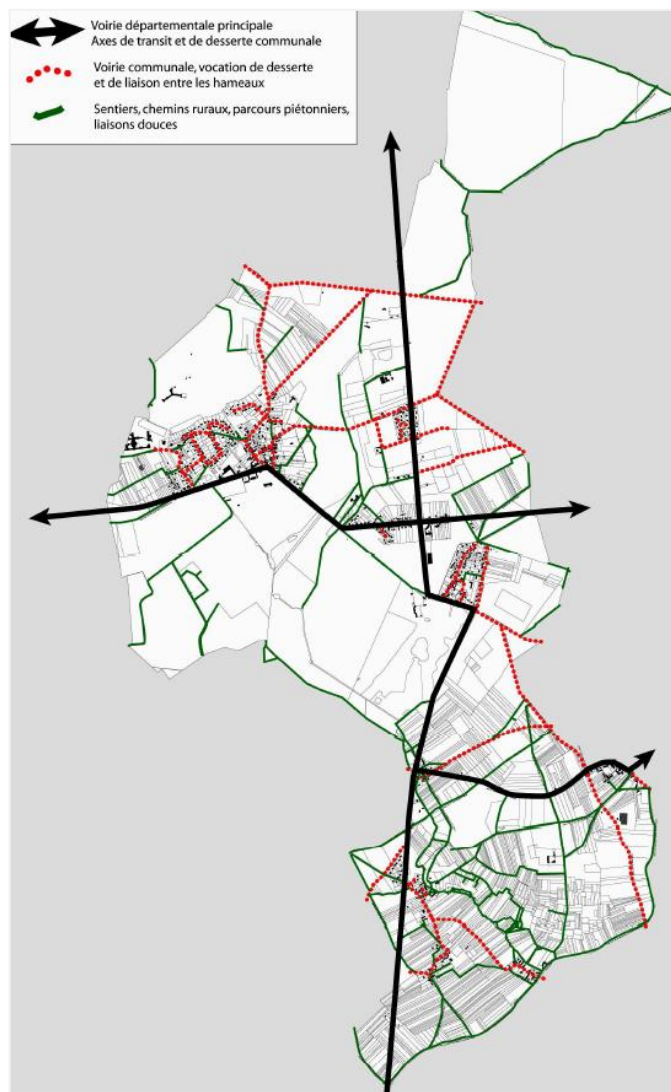 Voirie départementale principale
Axes de transit et de desserte communale
Voirie communale, vocation de desserte
et de liaison entre les hameaux
Sentiers, chemins ruraux, parcours piétonniers,
liaisons douces